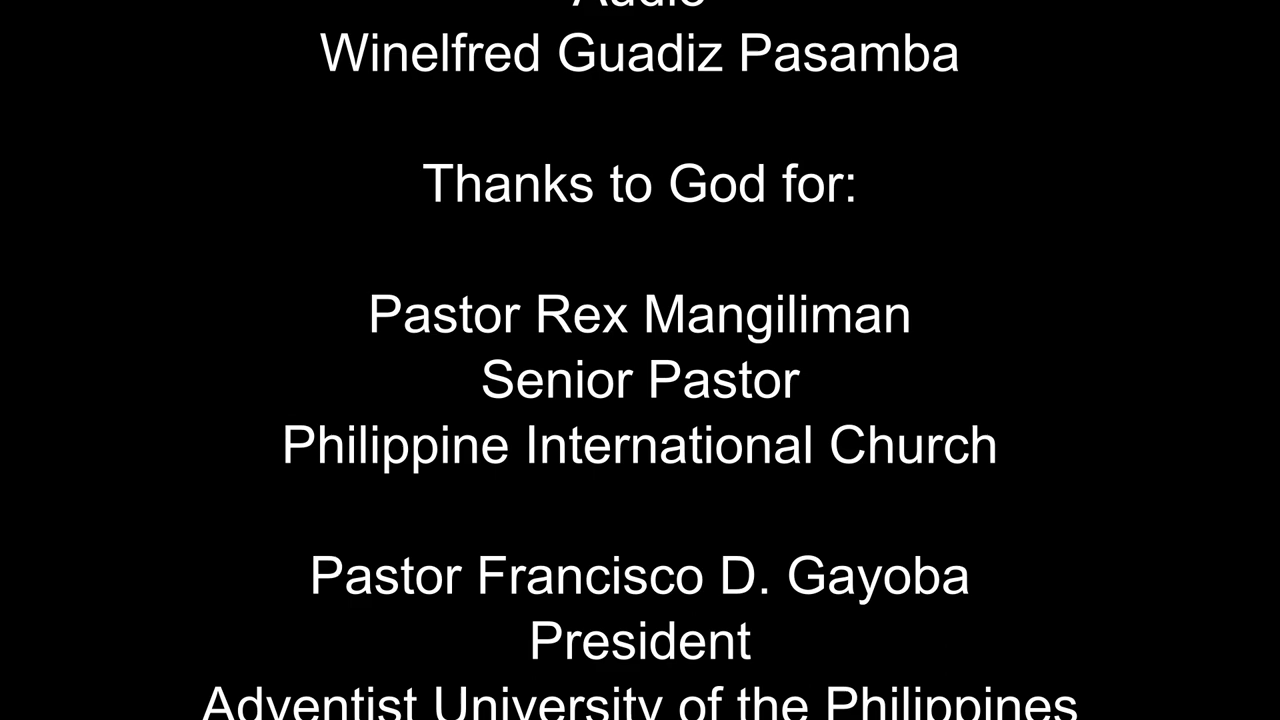 Audio
Winelfred Guadiz Pasamba
Thanks to God for:
Pastor Rex Mangiliman
Senior Pastor
Philippine International Church
Pastor Francisco D. Gayoba
President
Adventist University of the Philippines